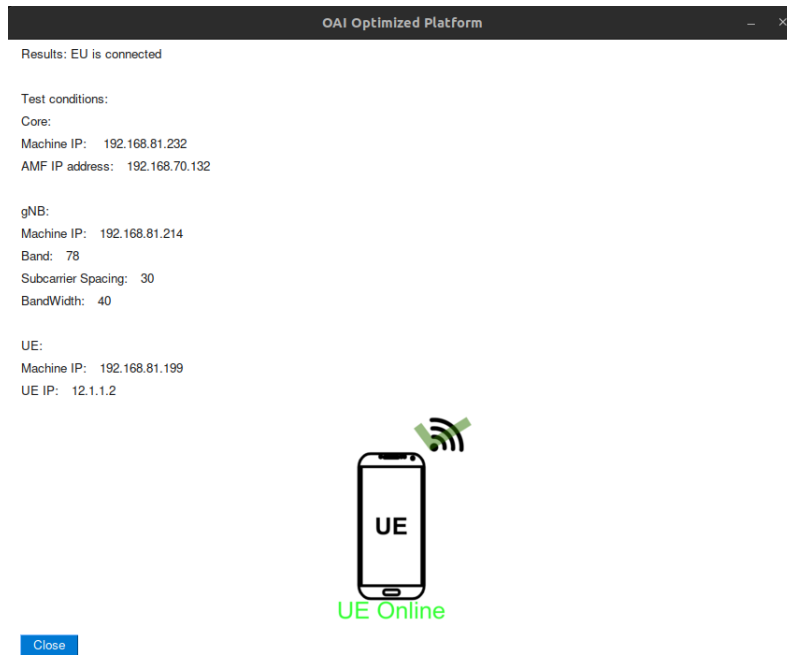 OAI Optimized Platform
Results: EU is connected
Test conditions:
Core:
Machine IP: 192.168.81.232
AMF IP address: 192.168.70.132
gNB:
Machine IP: 192.168.81.214
Band: 78
Subcarrier Spacing: 30
BandWidth: 40
UE:
Machine IP: 192.168.81.199
UE IP: 12.1.1.2
UE
UE Online
Close